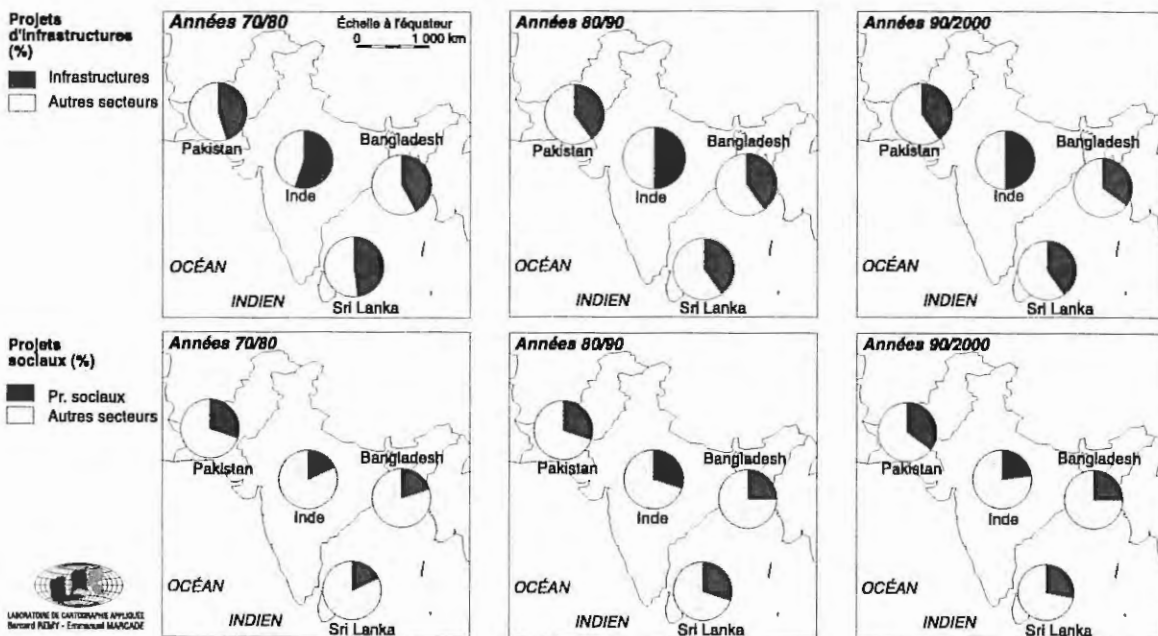 Projets
d'infrastructures
(%)
Infrastructures
Autres secteurs
Années 70/80
Échelle à l'équateur
0 1 000 km
Pakistan
Bangladesh
Inde
OCÉAN
INDIEN
Sri Lanka
Années 80/90
Pakistan
Bangladesh
Inde
OCÉAN
INDIEN
Sri Lanka
Années 90/2000
Pakistan
Bangladesh
Inde
OCÉAN
INDIEN
Sri Lanka
Projets
sociaux (%)
Pr. sociaux
Autres secteurs
Années 70/80
Pakistan
Bangladesh
Inde
OCÉAN
INDIEN
Sri Lanka
Années 80/90
Pakistan
Bangladesh
Inde
OCÉAN
INDIEN
Sri Lanka
Années 90/2000
Pakistan
Bangladesh
Inde
OCÉAN
INDIEN
Sri Lanka
LABORATOIRE DE CARTOGRAPHIE APPLIQUÉE
Bernard REMY - Emmanuel MARCADE